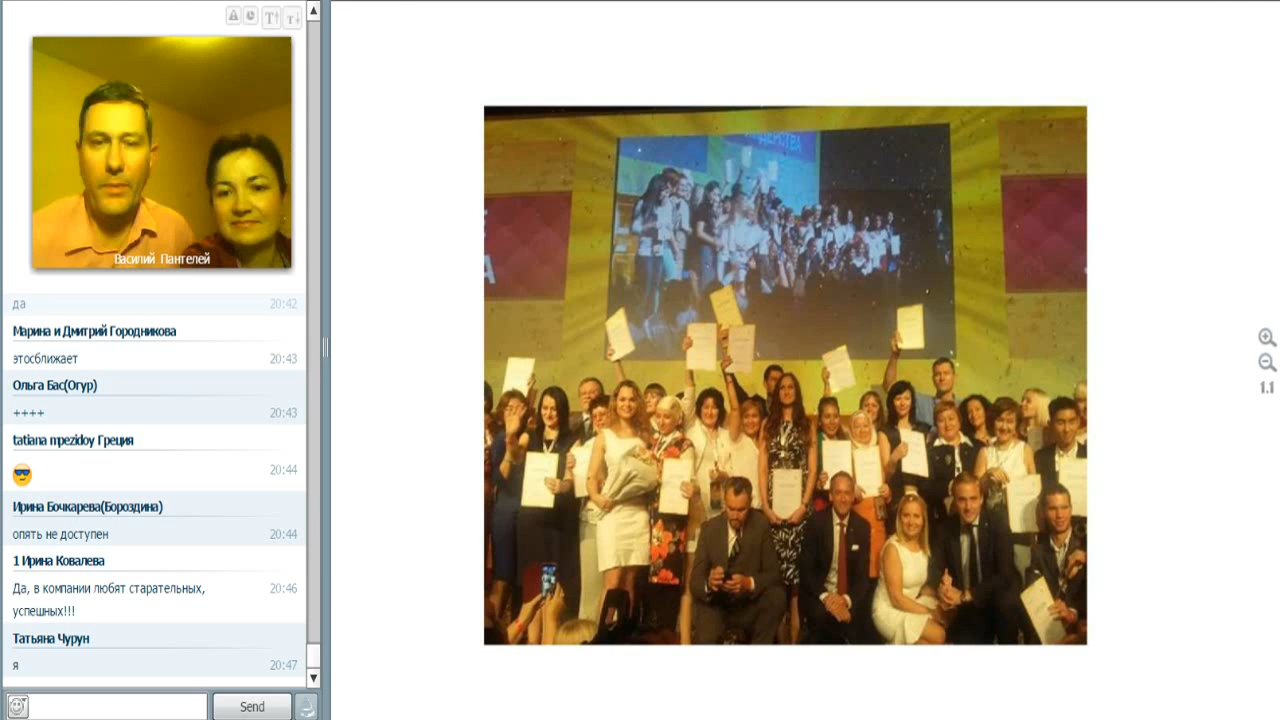 Василий Пантелей
да
20:42
Марина и Дмитрий Городникова
этосближает
20:43
Ольга Бас(Огур)
++++
20:43
tatiana mpezidoy Греция
20:44
Ирина Бочкарева(Бороздина)
опять не доступен
20:44
1 Ирина Ковалева
Да, в компании любят старательных,
20:46
успешных!!!
Татьяна Чурун
я
20:47
Send
1:1